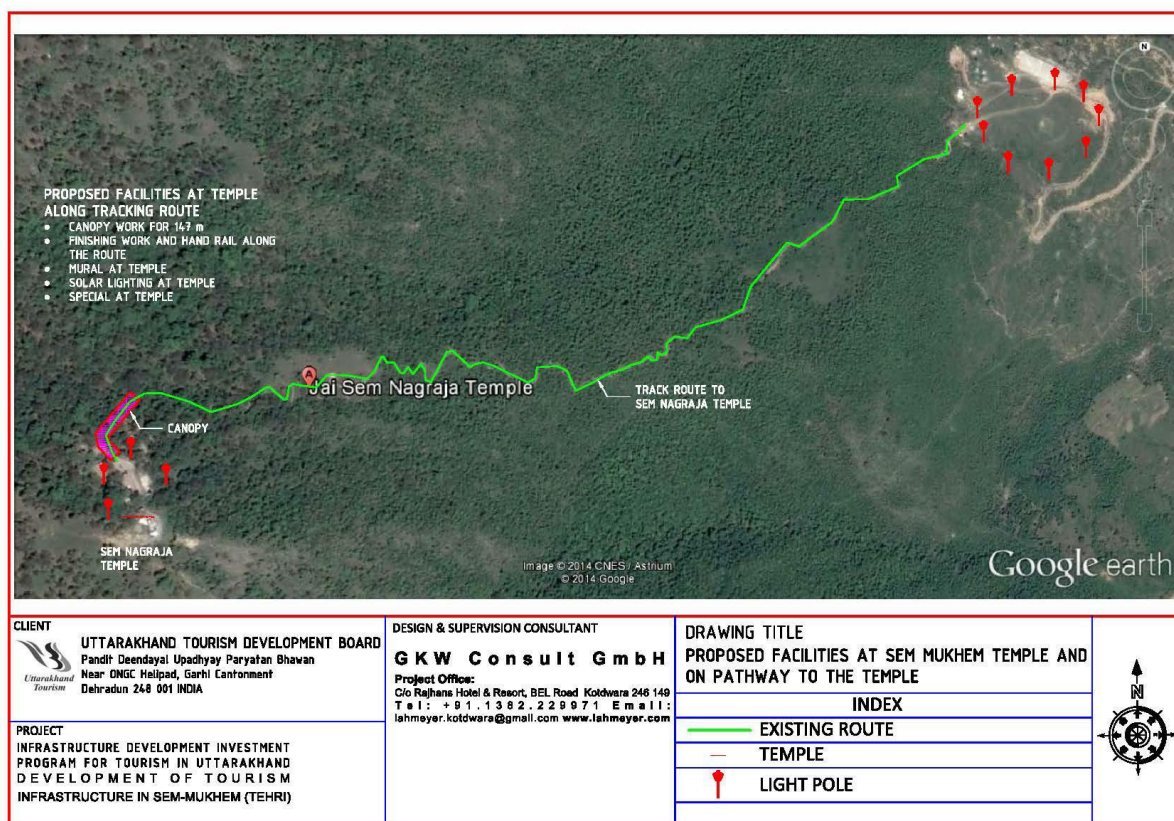 N
PROPOSED FACILITIES AT TEMPLE
ALONG TRACKING ROUTE
• CANOPY WORK FOR 147 m
• FINISHING WORK AND HAND RAIL ALONG
THE ROUTE
• MURAL AT TEMPLE
• SOLAR LIGHTING AT TEMPLE
• SPECIAL AT TEMPLE
A
Jai Sem Nagraja Temple
TRACK ROUTE TO
SEM NAGRAJA TEMPLE
CANOPY
SEM NAGRAJA
TEMPLE
Image © 2014 CNES / Astrium
© 2014 Google
Google earth
CLIENT
Uttarakhand
Tourism
UTTARAKHAND TOURISM DEVELOPMENT BOARD
Pandit Deendayal Upadhyay Paryatan Bhawan
Near ONGC Helipad, Garhi Cantonment
Dehradun 248 001 INDIA
PROJECT
INFRASTRUCTURE DEVELOPMENT INVESTMENT
PROGRAM FOR TOURISM IN UTTARAKHAND
DEVELOPMENT OF TOURISM
INFRASTRUCTURE IN SEM-MUKHEM (TEHRI)
DESIGN & SUPERVISION CONSULTANT
GKW Consult GmbH
Project Office:
C/o Rajhans Hotel & Resort, BEL Road Kotdwara 246 149
Tel: +91.1382.229971 Email:
lahmeyer.kotdwara@gmail.com www.lahmeyer.com
DRAWING TITLE
PROPOSED FACILITIES AT SEM MUKHEM TEMPLE AND
ON PATHWAY TO THE TEMPLE
INDEX
EXISTING ROUTE
TEMPLE
LIGHT POLE
N